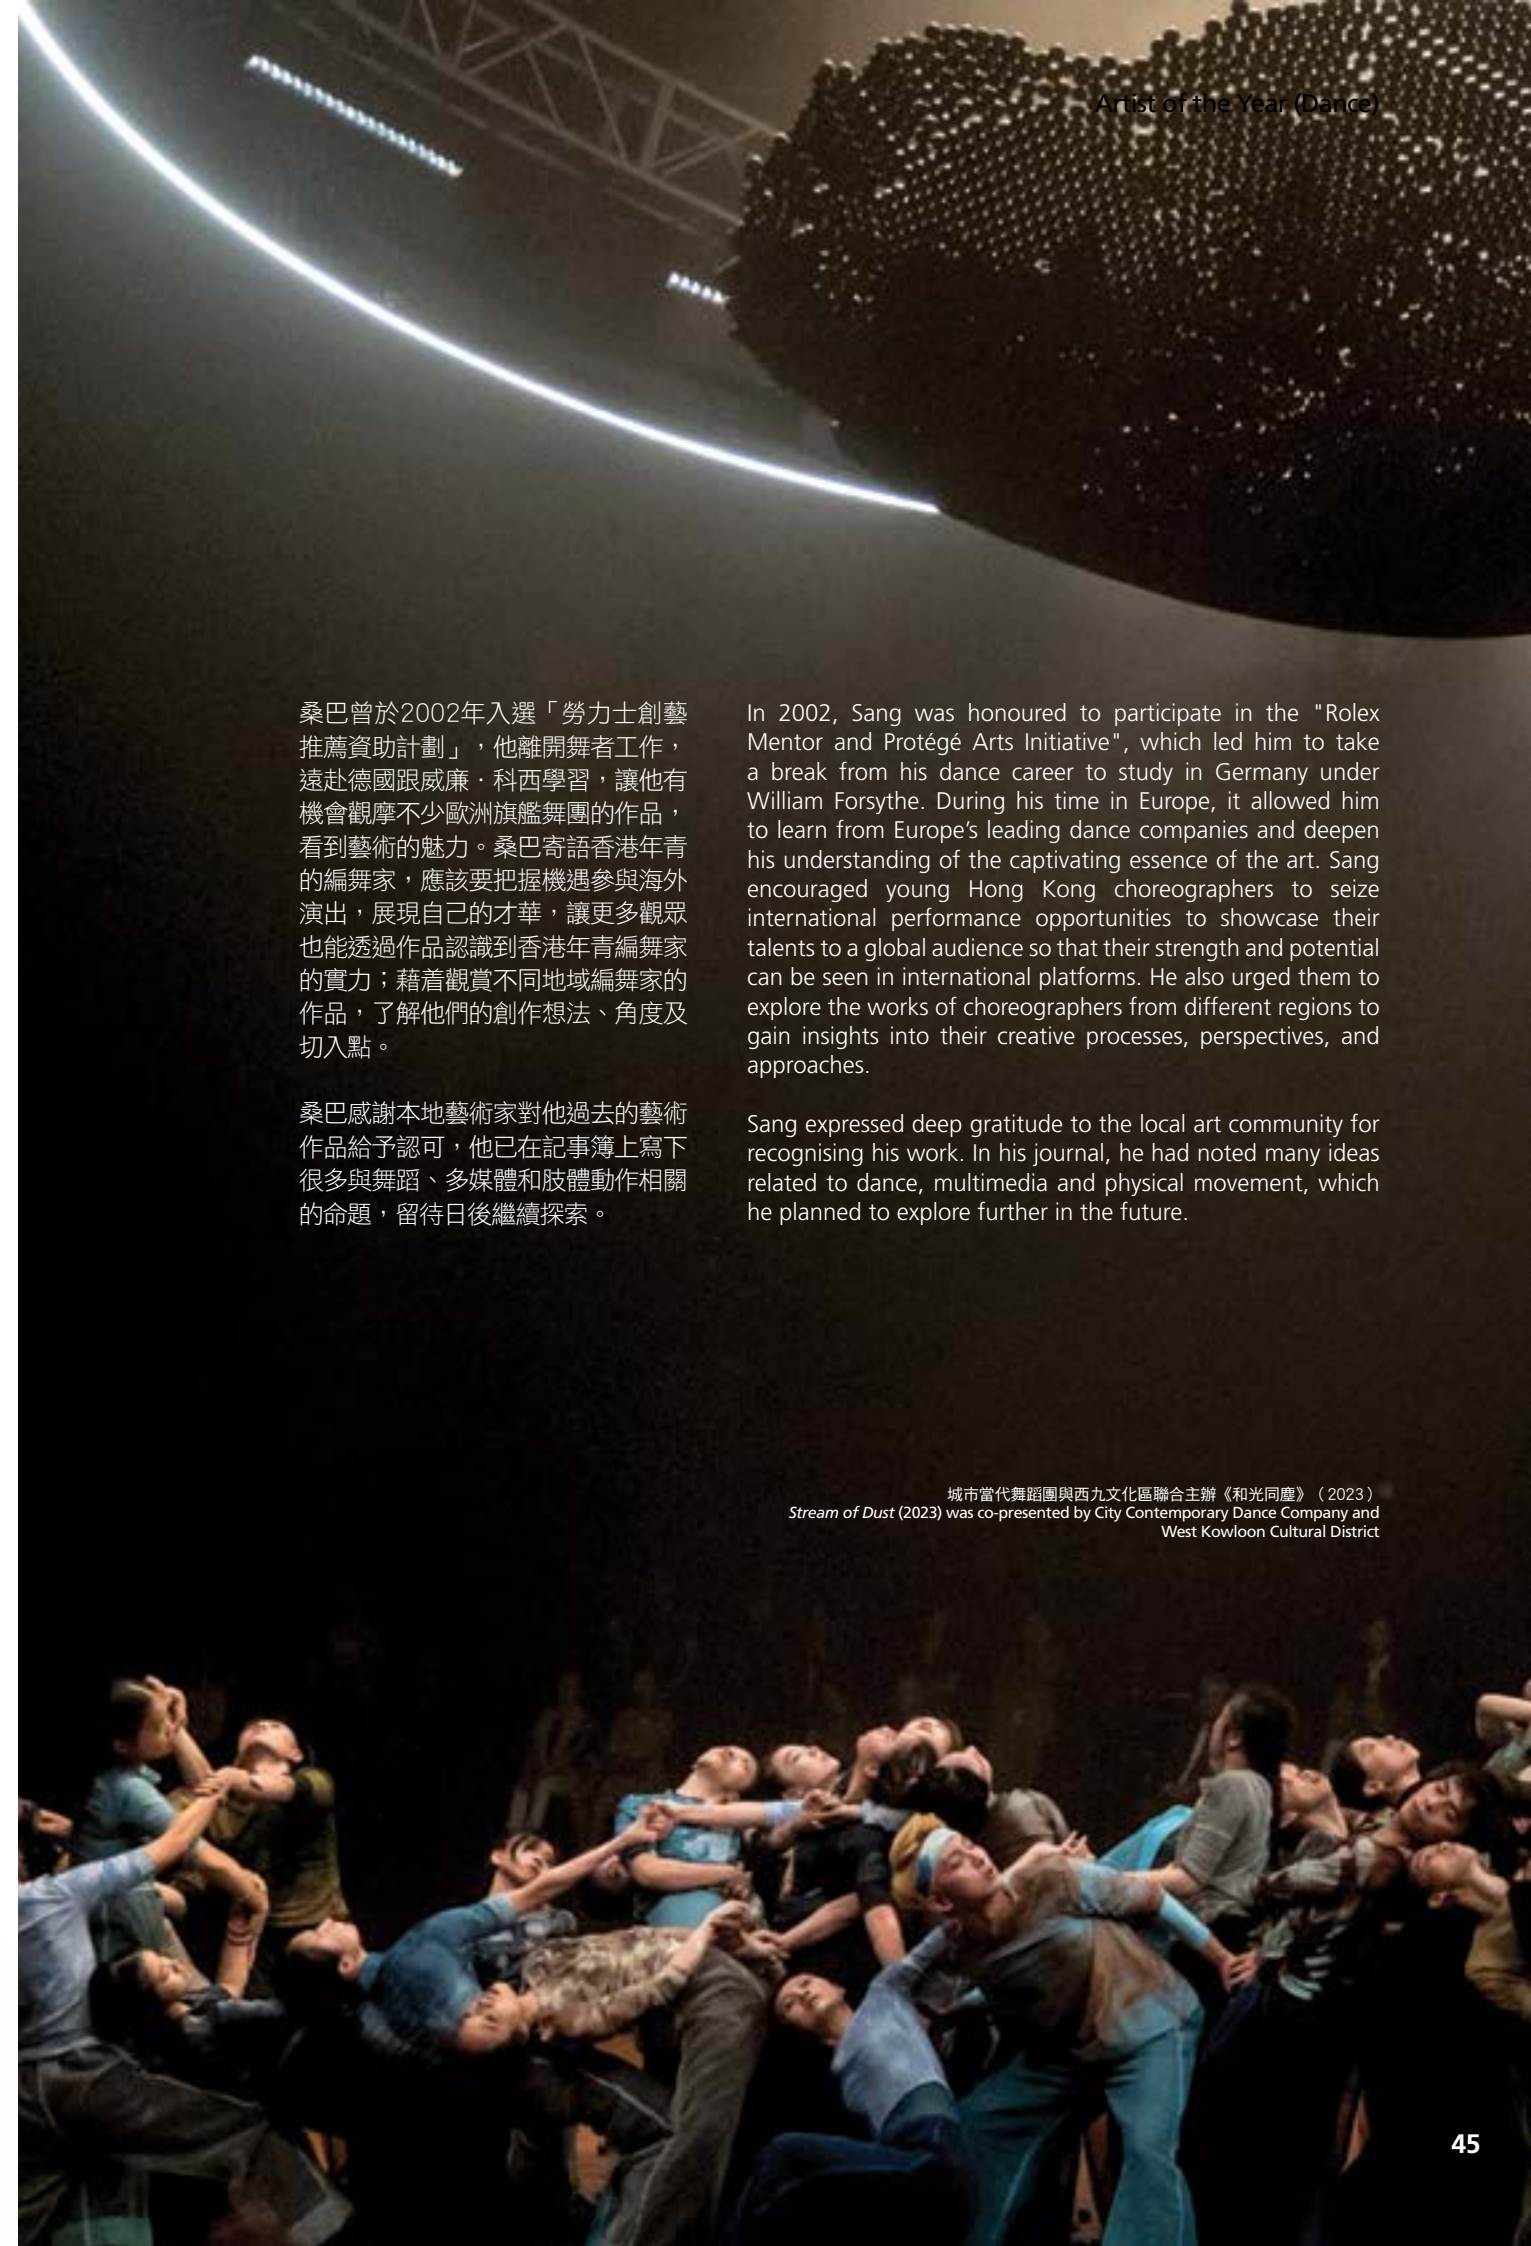 Artist of the Year (Dance)
桑巴曾於2002年入選「勞力士創藝
推薦資助計劃」，他離開舞者工作，
遠赴德國跟威廉．科西學習，讓他有
機會觀摩不少歐洲旗艦舞團的作品，
看到藝術的魅力。桑巴寄語香港年青
的編舞家，應該要把握機遇參與海外
演出，展現自己的才華，讓更多觀眾
也能透過作品認識到香港年青編舞家
的實力；藉着觀賞不同地域編舞家的
作品，了解他們的創作想法、角度及
切入點。
桑巴感謝本地藝術家對他過去的藝術
作品給予認可，他已在記事簿上寫下
很多與舞蹈、多媒體和肢體動作相關
的命題，留待日後繼續探索。
In 2002, Sang was honoured to participate in the "Rolex
Mentor and Protégé Arts Initiative", which led him to take
a break from his dance career to study in Germany under
William Forsythe. During his time in Europe, it allowed him
to learn from Europe’s leading dance companies and deepen
his understanding of the captivating essence of the art. Sang
encouraged young Hong Kong choreographers to seize
international performance opportunities to showcase their
talents to a global audience so that their strength and potential
can be seen in international platforms. He also urged them to
explore the works of choreographers from different regions to
gain insights into their creative processes, perspectives, and
approaches.
Sang expressed deep gratitude to the local art community for
recognising his work. In his journal, he had noted many ideas
related to dance, multimedia and physical movement, which
he planned to explore further in the future.
城市當代舞蹈團與西九文化區聯合主辦《和光同塵》（2023）
Stream of Dust (2023) was co-presented by City Contemporary Dance Company and
West Kowloon Cultural District
45